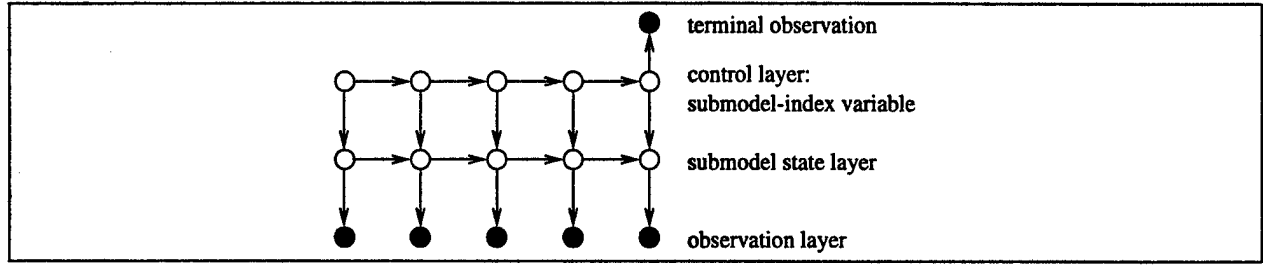 terminal observation
control layer:
submodel-index variable
submodel state layer
observation layer